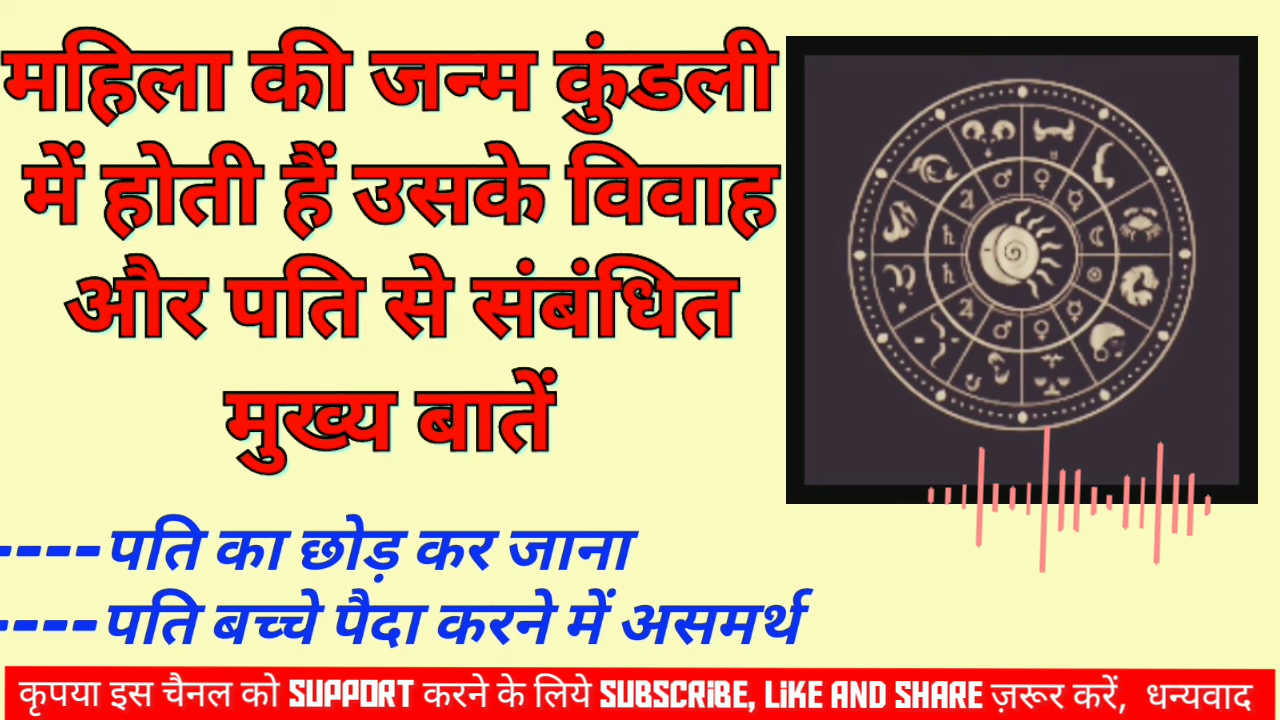 महिला की जन्म कुंडली
में होती हैं उसके विवाह
और पति से संबंधित
मुख्य बातें
----पति का छोड़ कर जाना
----पति बच्चे पैदा करने में असमर्थ
कृपया इस चैनल को SUPPORT करने के लिये SUBSCRIBE, LIKE AND SHARE ज़रूर करें, धन्यवाद